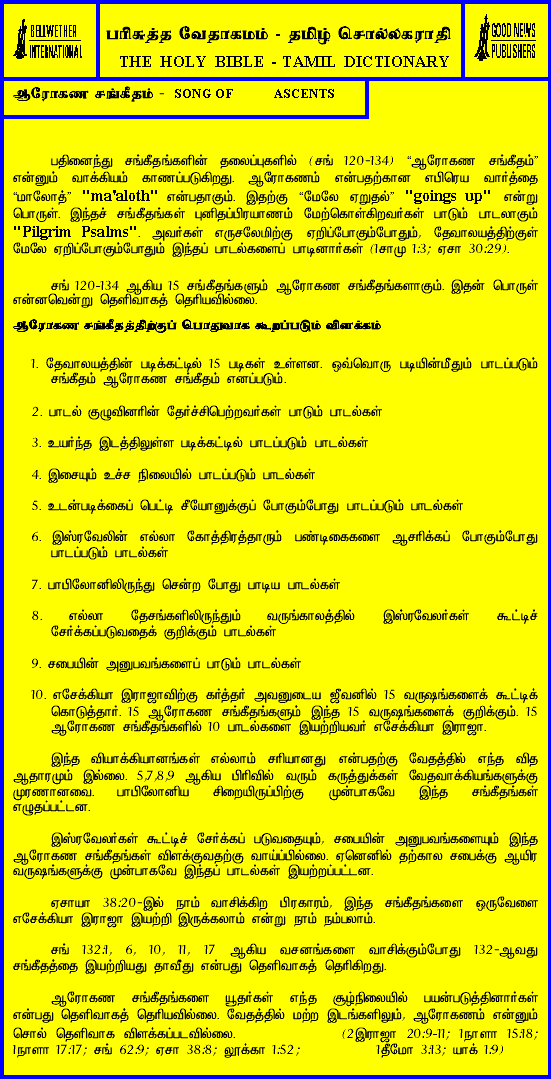 BELLWETHER
INTERNATIONAL
பரிசுத்த வேதாகமம் - தமிழ் சொல்லகராதி
THE HOLY BIBLE - TAMIL DICTIONARY
GOOD NEWS
PUBLISHERS
ஆரோகண சங்கீதம் - SONG OF ASCENTS
பதினைந்து சங்கீதங்களின் தலைப்புகளில் (சங் 120-134) “ஆரோகண சங்கீதம்”
என்னும் வாக்கியம் காணப்படுகிறது. ஆரோகணம் என்பதற்கான எபிரெய வார்த்தை
“மாலோத்” "ma'aloth" என்பதாகும். இதற்கு “மேலே ஏறுதல்” "goings up" என்று
பொருள். இந்தச் சங்கீதங்கள் புனிதப்பிரயாணம் மேற்கொள்கிறவர்கள் பாடும் பாடலாகும்
"Pilgrim Psalms". அவர்கள் எருசலேமிற்கு ஏறிப்போகும்போதும், தேவாலயத்திற்குள்
மேலே ஏறிப்போகும்போதும் இந்தப் பாடல்களைப் பாடினார்கள் (1சாமு 1:3; ஏசா 30:29).
சங் 120-134 ஆகிய 15 சங்கீதங்களும் ஆரோகண சங்கீதங்களாகும். இதன் பொருள்
என்னவென்று தெளிவாகத் தெரியவில்லை.
ஆரோகண சங்கீதத்திற்குப் பொதுவாக கூறப்படும் விளக்கம்
1. தேவாலயத்தின் படிக்கட்டில் 15 படிகள் உள்ளன. ஒவ்வொரு படியின்மீதும் பாடப்படும்
சங்கீதம் ஆரோகண சங்கீதம் எனப்படும்.
2. பாடல் குழுவினரின் தேர்ச்சிபெற்றவர்கள் பாடும் பாடல்கள்
3. உயர்ந்த இடத்திலுள்ள படிக்கட்டில் பாடப்படும் பாடல்கள்
4. இசையும் உச்ச நிலையில் பாடப்படும் பாடல்கள்
5. உடன்படிக்கைப் பெட்டி சீயோனுக்குப் போகும்போது பாடப்படும் பாடல்கள்
6. இஸ்ரவேலின் எல்லா கோத்திரத்தாரும் பண்டிகைகளை ஆசரிக்கப் போகும்போது
பாடப்படும் பாடல்கள்
7. பாபிலோனிலிருந்து சென்ற போது பாடிய பாடல்கள்
8. எல்லா தேசங்களிலிருந்தும் வருங்காலத்தில் இஸ்ரவேலர்கள் கூட்டிச்
சேர்க்கப்படுவதைக் குறிக்கும் பாடல்கள்
9. சபையின் அனுபவங்களைப் பாடும் பாடல்கள்
10. எசேக்கியா இராஜாவிற்கு கர்த்தர் அவனுடைய ஜீவனில் 15 வருஷங்களைக் கூட்டிக்
கொடுத்தார். 15 ஆரோகண சங்கீதங்களும் இந்த 15 வருஷங்களைக் குறிக்கும். 15
ஆரோகண சங்கீதங்களில் 10 பாடல்களை இயற்றியவர் எசேக்கியா இராஜா.
இந்த வியாக்கியானங்கள் எல்லாம் சரியானது என்பதற்கு வேதத்தில் எந்த வித
ஆதாரமும் இல்லை. 5,7,8,9 ஆகிய பிரிவில் வரும் கருத்துக்கள் வேதவாக்கியங்களுக்கு
முரணானவை. பாபிலோனிய சிறையிருப்பிற்கு முன்பாகவே இந்த சங்கீதங்கள்
எழுதப்பட்டன.
இஸ்ரவேலர்கள் கூட்டிச் சேர்க்கப் படுவதையும், சபையின் அனுபவங்களையும் இந்த
ஆரோகண சங்கீதங்கள் விளக்குவதற்கு வாய்ப்பில்லை. ஏனெனில் தற்கால சபைக்கு ஆயிர
வருஷங்களுக்கு முன்பாகவே இந்தப் பாடல்கள் இயற்றப்பட்டன.
ஏசாயா 38:20-இல் நாம் வாசிக்கிற பிரகாரம், இந்த சங்கீதங்களை ஒருவேளை
எசேக்கியா இராஜா இயற்றி இருக்கலாம் என்று நாம் நம்பலாம்.
சங் 132:1, 6, 10, 11, 17 ஆகிய வசனங்களை வாசிக்கும்போது 132-ஆவது
சங்கீதத்தை இயற்றியது தாவீது என்பது தெளிவாகத் தெரிகிறது.
ஆரோகண சங்கீதங்களை யூதர்கள் எந்த சூழ்நிலையில் பயன்படுத்தினார்கள்
என்பது தெளிவாகத் தெரியவில்லை. வேதத்தில் மற்ற இடங்களிலும், ஆரோகணம் என்னும்
சொல் தெளிவாக விளக்கப்படவில்லை. (2இராஜா 20:9-11; 1நாளா 15:18;
1நாளா 17:17; சங் 62:9; ஏசா 38:8; லூக்கா 1:52; 1தீமோ 3:13; யாக் 1:9)